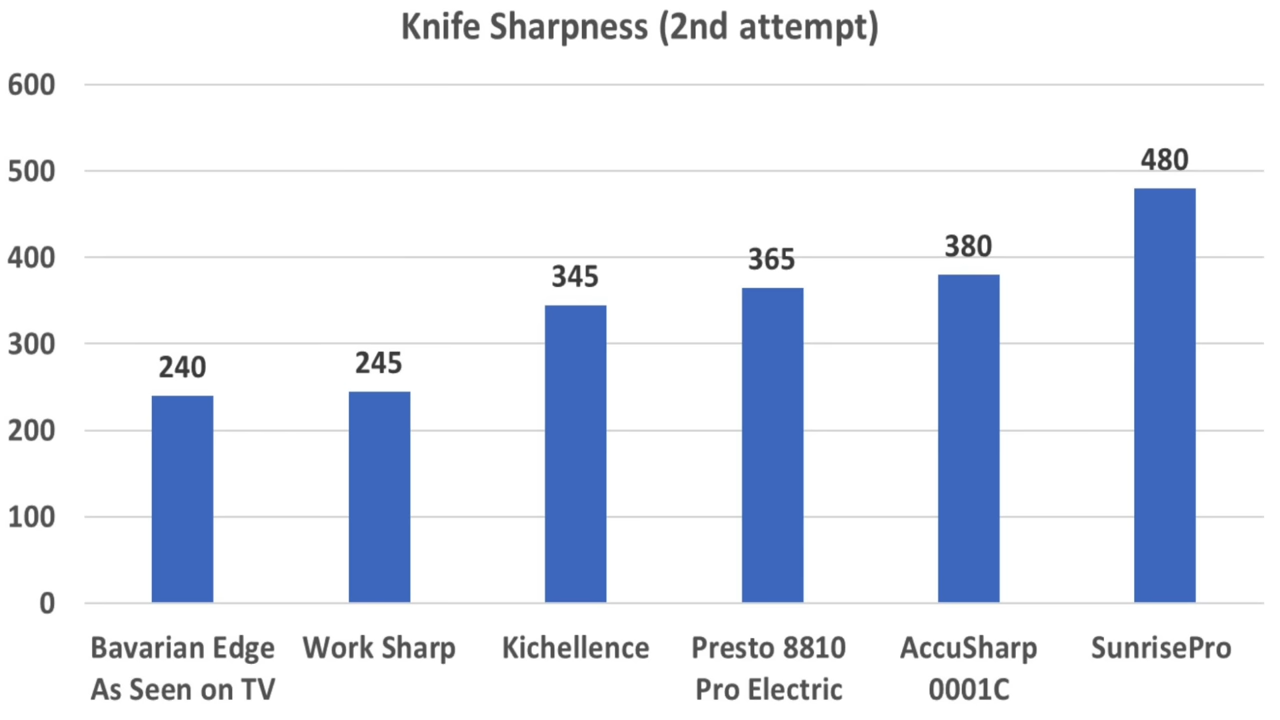 Knife Sharpness (2nd attempt)
600
500
400
300
200
100
0
240
245
345
365
380
480
Bavarian Edge
As Seen on TV
Work Sharp
Kichellence
Presto 8810
Pro Electric
AccuSharp
0001C
SunrisePro